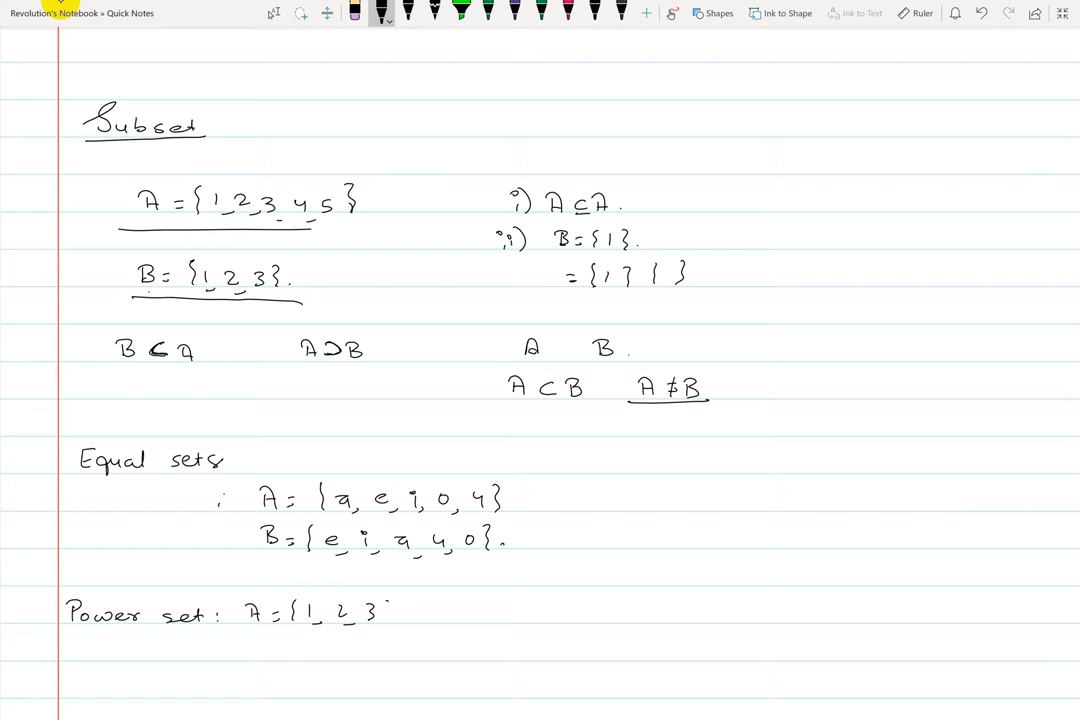 Revolution's Notebook » Quick Notes
Shapes Ink to Shape Ink to Text Ruler
Subset
A = {1, 2, 3, 4, 5}
B = {1, 2, 3}.
B ⊂ A A ⊃ B
i) A ⊆ A.
ii) B = {1}.
= {1} { }
A B.
A ⊂ B A ≠ B
Equal sets
: A = {a, e, i, o, u}
B = {e, i, a, u, o}.
Power set: A = {1, 2, 3